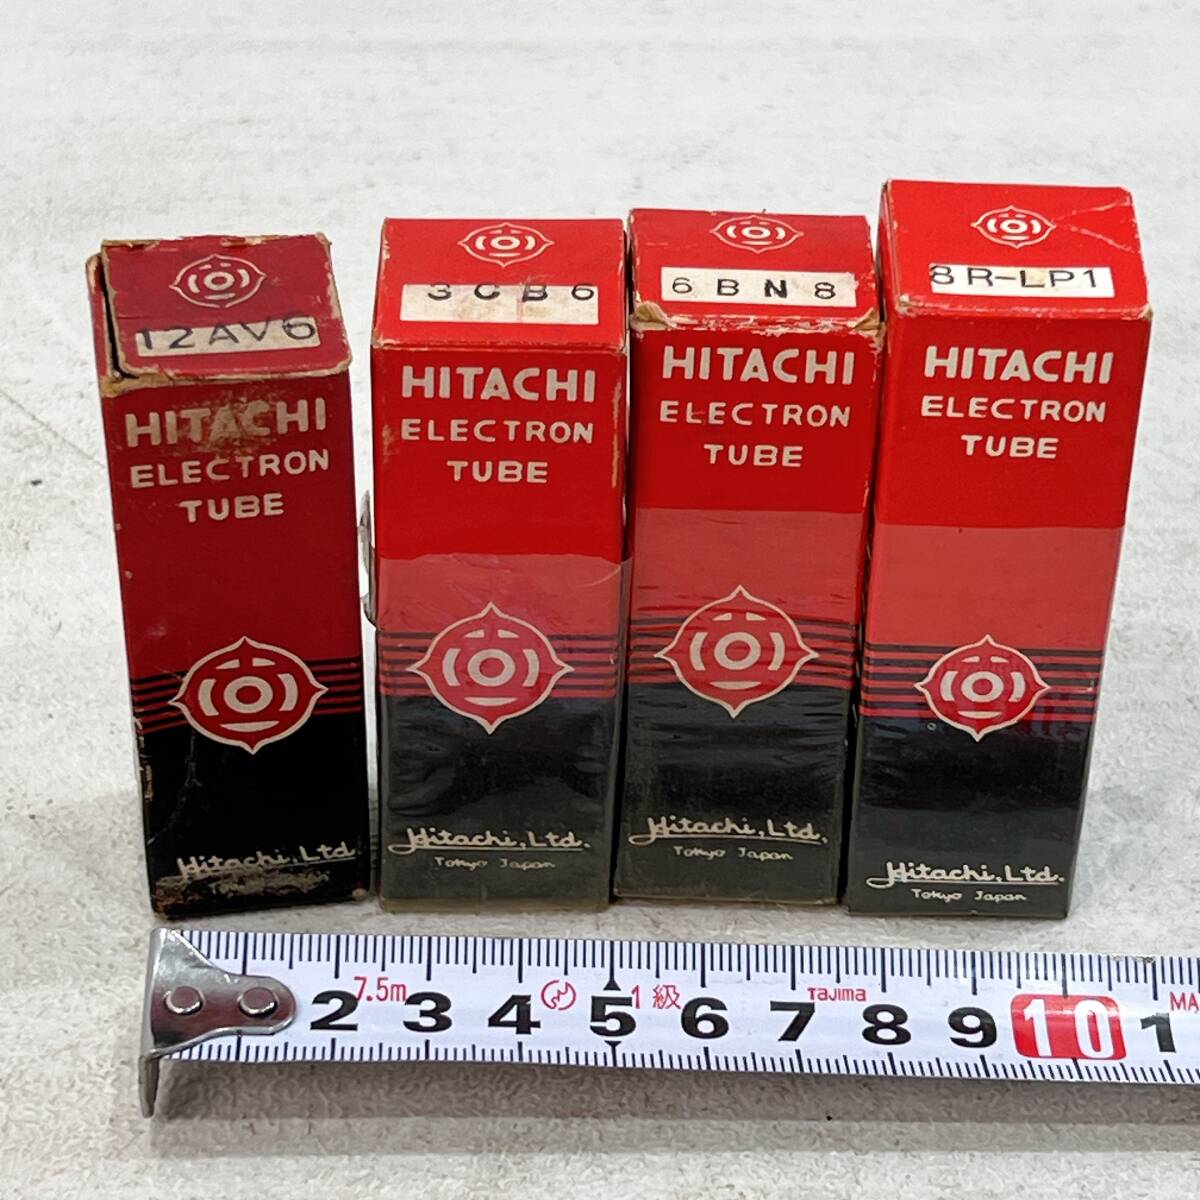 12AV6
HITACHI
ELECTRON
TUBE
Hitachi, Ltd.
3CB6
HITACHI
ELECTRON
TUBE
Hitachi, Ltd.
Tokyo Japan
6BN8
HITACHI
ELECTRON
TUBE
Hitachi, Ltd.
Tokyo Japan
8R-LP1
HITACHI
ELECTRON
TUBE
Hitachi, Ltd.
Tokyo Japan
7.5m 1級 Tajima MA
2 3 4 5 6 7 8 9 10 1